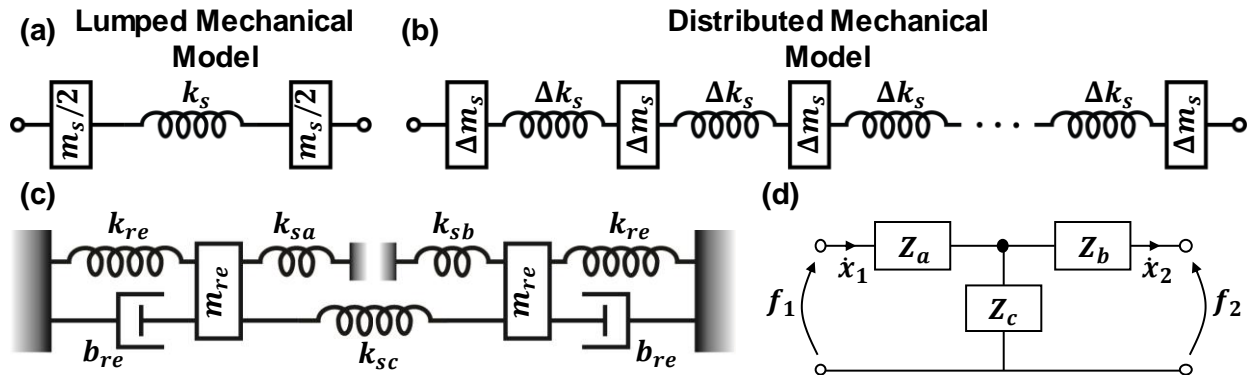 (a) Lumped Mechanical
Model
m_s/2
k_s
m_s/2
(b) Distributed Mechanical
Model
Δm_s
Δk_s
Δm_s
Δk_s
Δm_s
Δk_s
· · ·
Δk_s
Δm_s
(c)
k_re
k_sa
k_sb
k_re
m_re
m_re
b_re
k_sc
b_re
(d)
Z_a
Z_b
ẋ_1
ẋ_2
Z_c
f_1
f_2